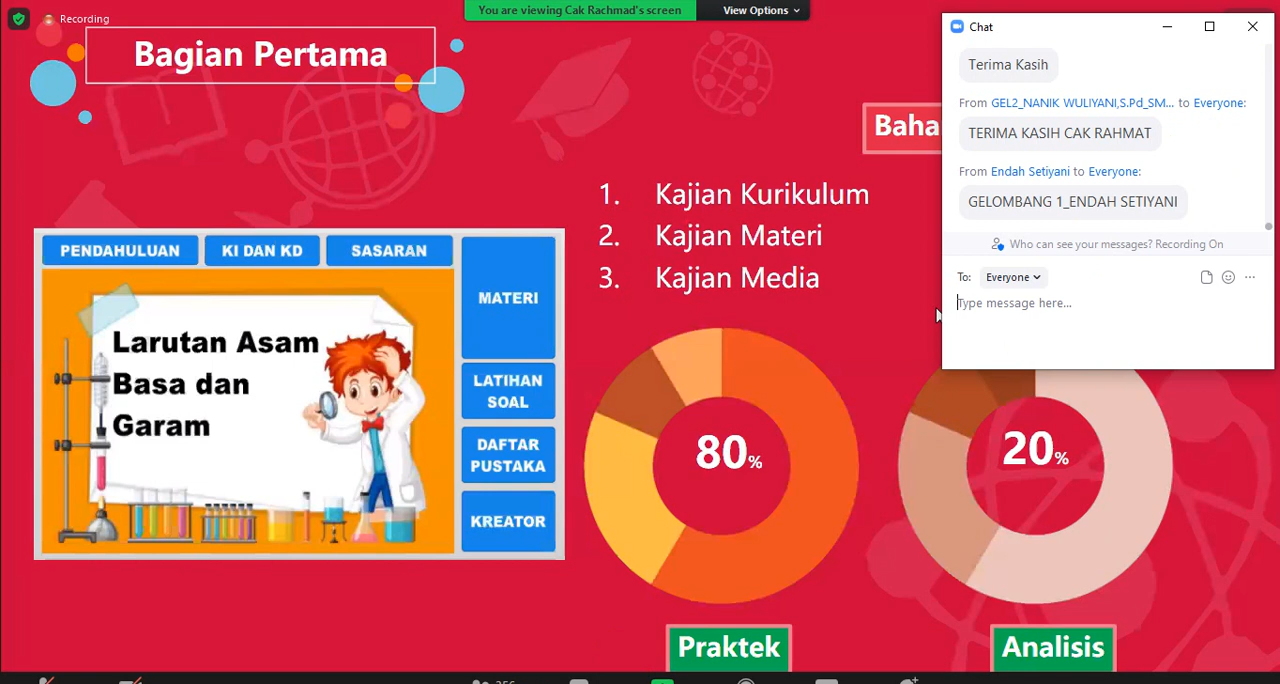 Recording
You are viewing Cak Rachmad's screen
View Options
Bagian Pertama
Baha
1. Kajian Kurikulum
2. Kajian Materi
3. Kajian Media
PENDAHULUAN
KI DAN KD
SASARAN
MATERI
LATIHAN
SOAL
DAFTAR
PUSTAKA
KREATOR
Larutan Asam
Basa dan
Garam
80%
20%
Praktek
Analisis
Chat
Terima Kasih
From GEL2_NANIK WULIYANI,S.Pd_SM... to Everyone:
TERIMA KASIH CAK RAHMAT
From Endah Setiyani to Everyone:
GELOMBANG 1_ENDAH SETIYANI
Who can see your messages? Recording On
To: Everyone
Type message here...